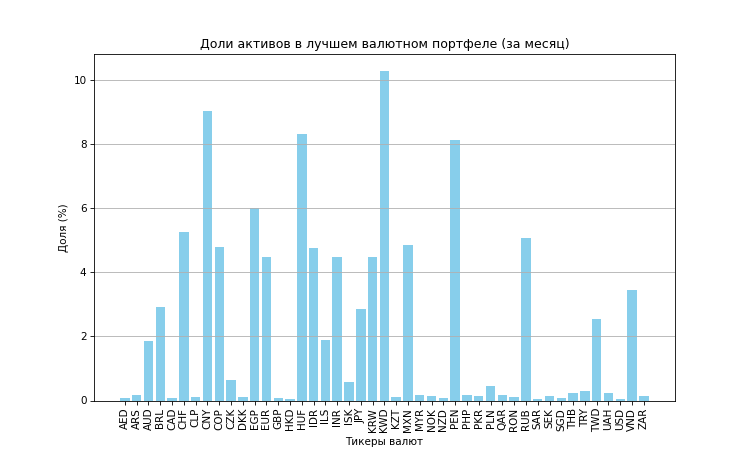 Доли активов в лучшем валютном портфеле (за месяц)
Доля (%)
10
8
6
4
2
0
AED
ARS
AUD
BRL
CAD
CHF
CLP
CNY
COP
CZK
DKK
EGP
EUR
GBP
HKD
HUF
IDR
ILS
INR
ISK
JPY
KRW
KWD
KZT
MXN
MYR
NOK
NZD
PEN
PHP
PKR
PLN
QAR
RON
RUB
SAR
SEK
SGD
THB
TRY
TWD
UAH
USD
VND
ZAR
Тикеры валют